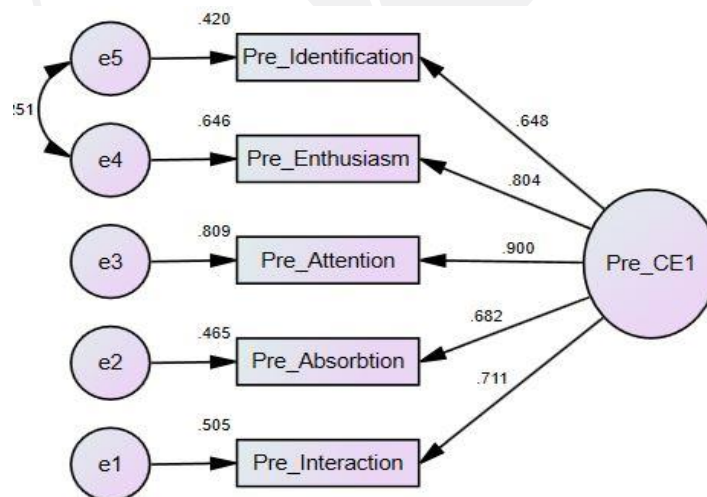 .420
e5 Pre_Identification
.648
.251
.646
e4 Pre_Enthusiasm
.804
.809
e3 Pre_Attention
.900
Pre_CE1
.682
.465
e2 Pre_Absorbtion
.711
.505
e1 Pre_Interaction